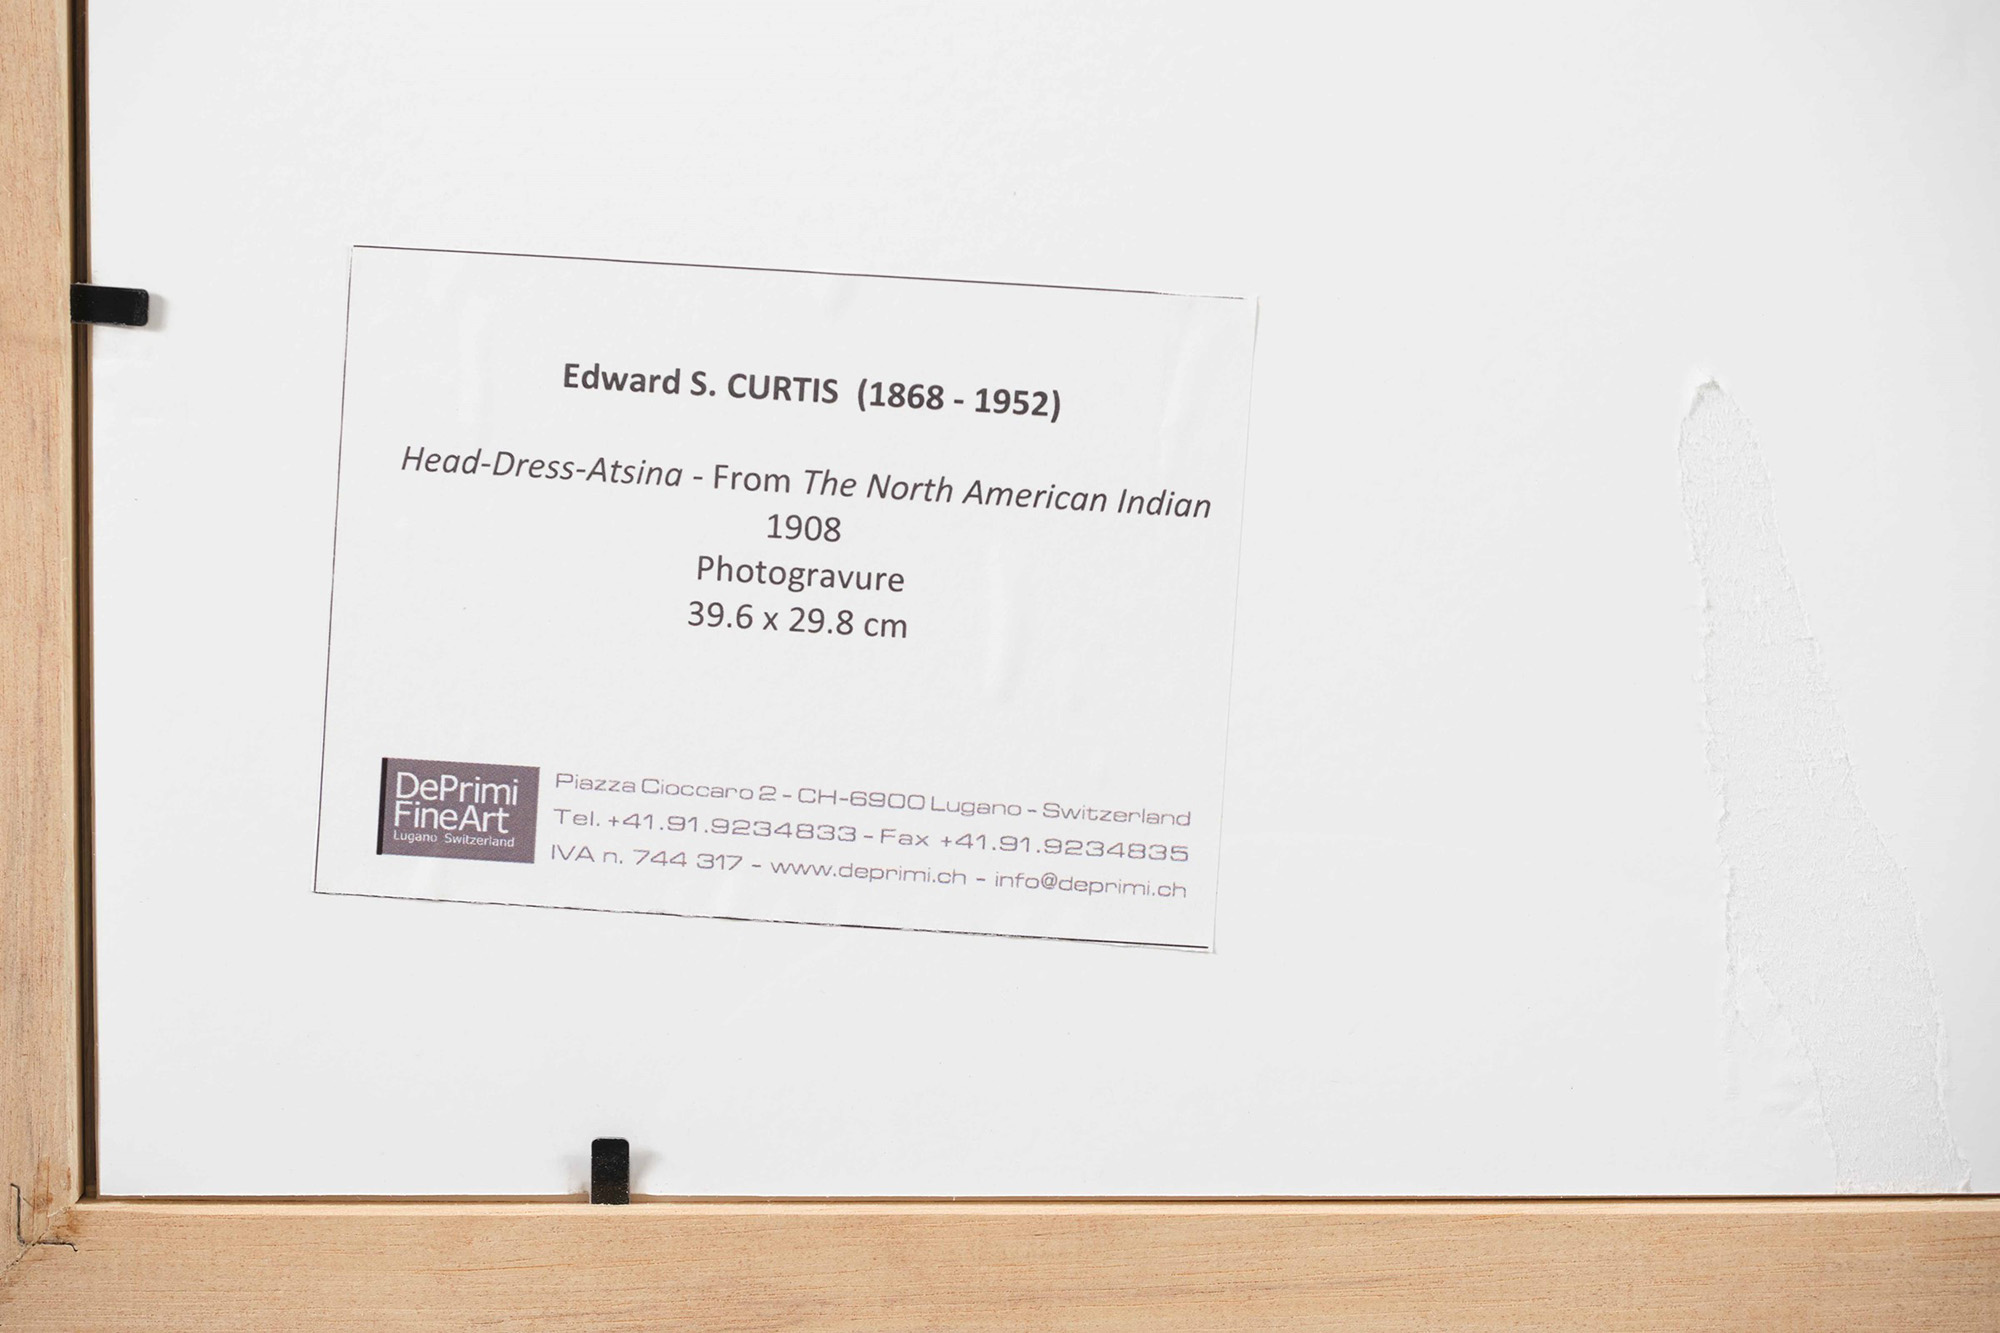 Edward S. CURTIS (1868 - 1952)
Head-Dress-Atsina - From The North American Indian
1908
Photogravure
39.6 x 29.8 cm
DePrimi
FineArt
Lugano Switzerland
Piazza Cioccaro 2 - CH-6900 Lugano - Switzerland
Tel. +41.91.9234833 - Fax +41.91.9234835
IVA n. 744 317 - www.deprimi.ch - info@deprimi.ch